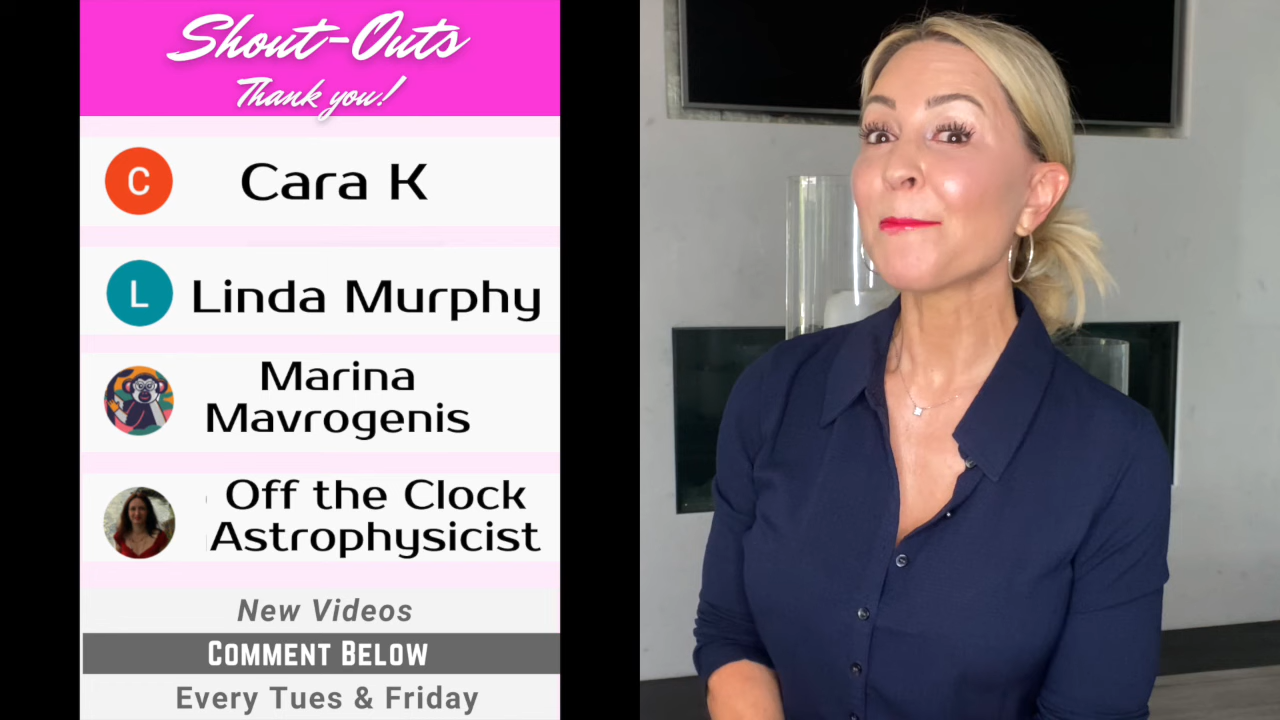 Shout-Outs
Thank you!
C
Cara K
L
Linda Murphy
Marina
Mavrogenis
Off the Clock
Astrophysicist
New Videos
COMMENT BELOW
Every Tues & Friday